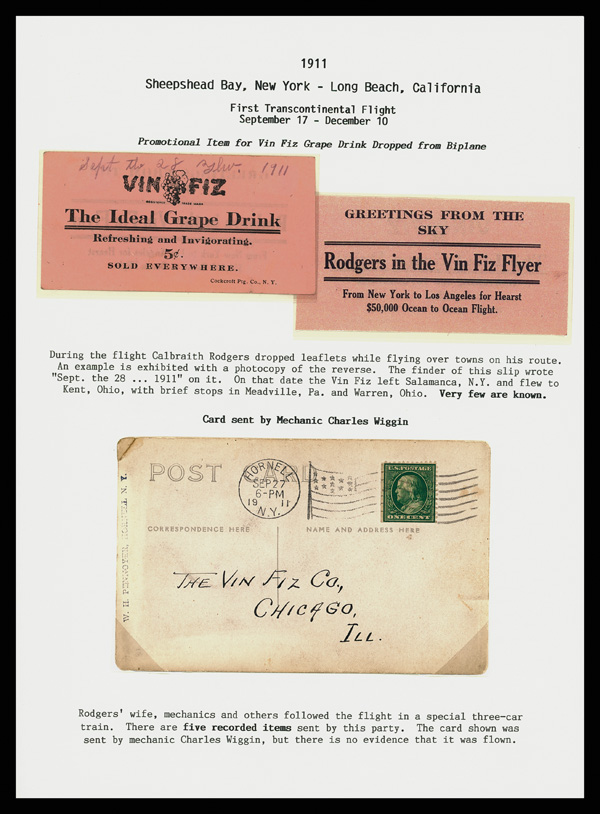 1911
Sheepshead Bay, New York - Long Beach, California
First Transcontinental Flight
September 17 - December 10
Promotional Item for Vin Fiz Grape Drink Dropped from Biplane
Sept the 28 1911
VIN FIZ
The Ideal Grape Drink
Refreshing and Invigorating.
5¢.
SOLD EVERYWHERE.
Cockcroft Ptg. Co., N. Y.
GREETINGS FROM THE
SKY
Rodgers in the Vin Fiz Flyer
From New York to Los Angeles for Hearst
$50,000 Ocean to Ocean Flight.
During the flight Calbraith Rodgers dropped leaflets while flying over towns on his route.
An example is exhibited with a photocopy of the reverse. The finder of this slip wrote
"Sept. the 28 ... 1911" on it. On that date the Vin Fiz left Salamanca, N.Y. and flew to
Kent, Ohio, with brief stops in Meadville, Pa. and Warren, Ohio. Very few are known.
Card sent by Mechanic Charles Wiggin
POST CARD
HORNELL
SEP 27
6-PM
1911
N.Y.
U.S. POSTAGE
ONE CENT
CORRESPONDENCE HERE
NAME AND ADDRESS HERE
THE VIN FIZ CO.,
CHICAGO,
ILL.
Rodgers' wife, mechanics and others followed the flight in a special three-car
train. There are five recorded items sent by this party. The card shown was
sent by mechanic Charles Wiggin, but there is no evidence that it was flown.